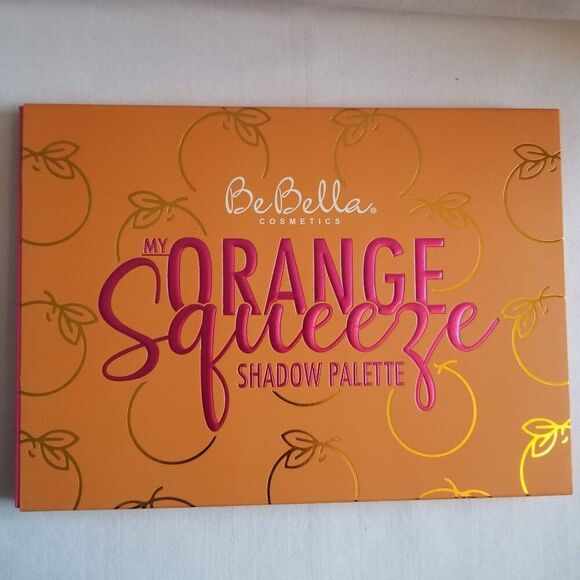 BeBella®
COSMETICS
MY ORANGE
Squeeze
SHADOW PALETTE